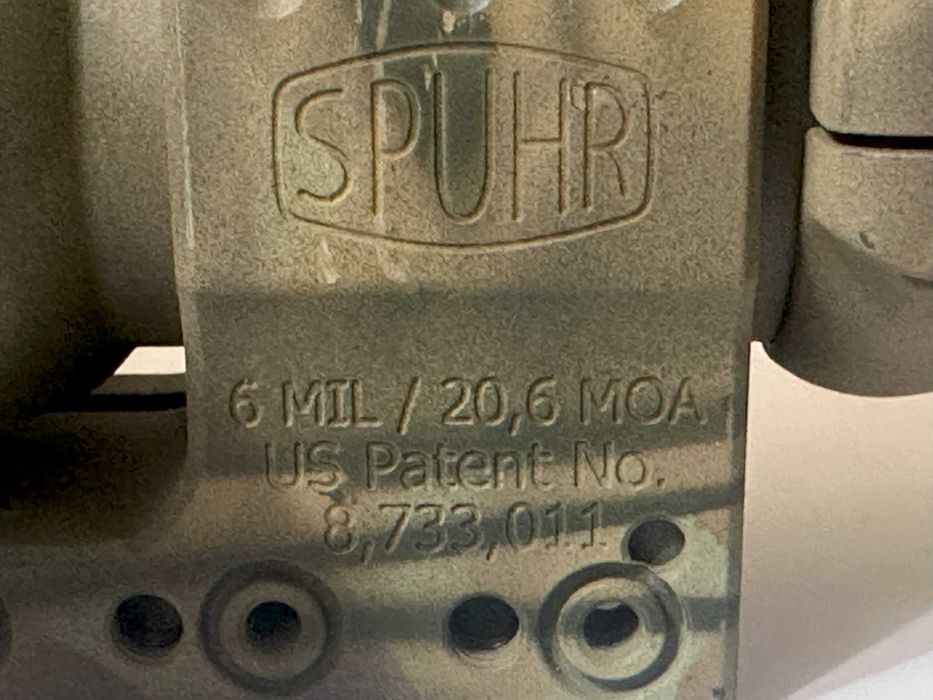 SPUHR
6 MIL / 20,6 MOA
US Patent No.
8,733,011